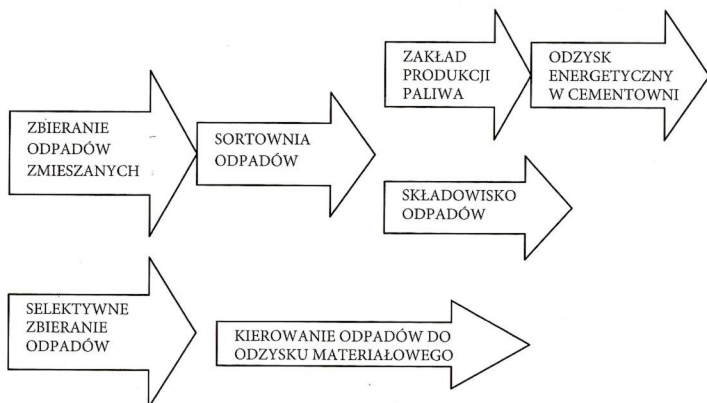 ZBIERANIE
ODPADÓW
ZMIESZANYCH
SORTOWNIA
ODPADÓW
ZAKŁAD
PRODUKCJI
PALIWA
ODZYSK
ENERGETYCZNY
W CEMENTOWNI
SKŁADOWISKO
ODPADÓW
SELEKTYWNE
ZBIERANIE
ODPADÓW
KIEROWANIE ODPADÓW DO
ODZYSKU MATERIAŁOWEGO